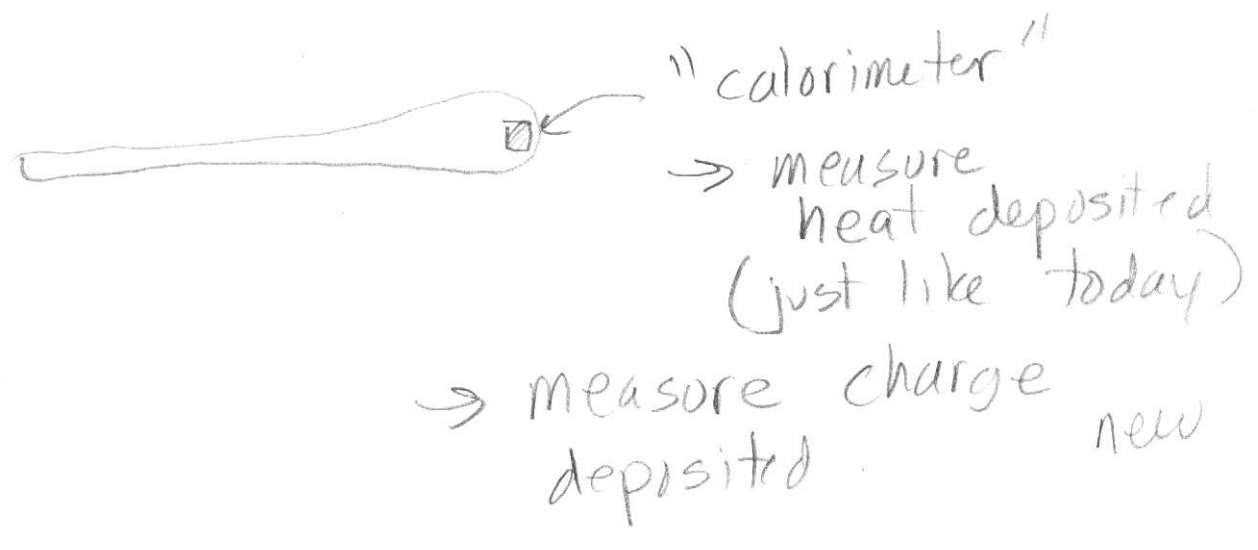 "calorimeter"
→ measure
heat deposited
(just like today)
→ measure charge
new
deposited